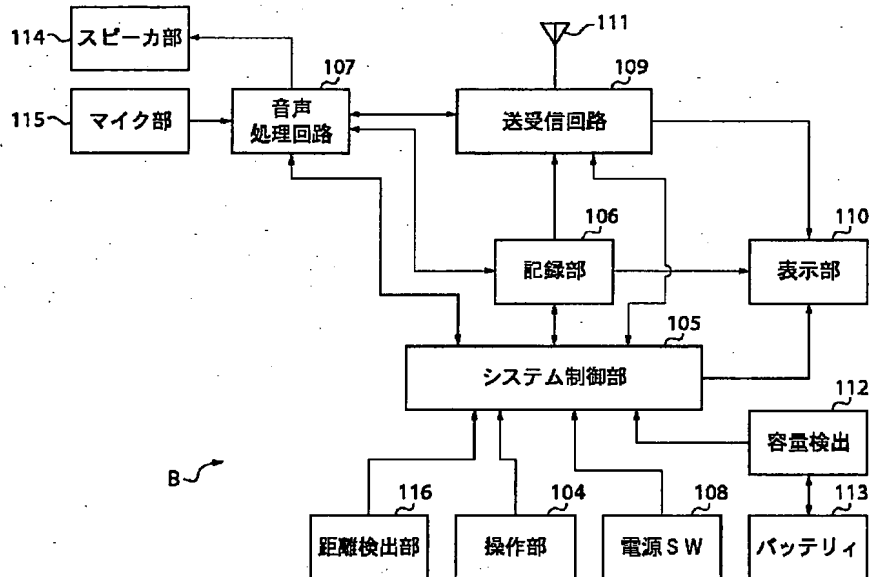 114
スピーカ部
107
111
109
115
マイク部
音声
処理回路
送受信回路
106
110
記録部
表示部
105
システム制御部
112
容量検出
B
116
104
108
113
距離検出部
操作部
電源SW
バッテリィ